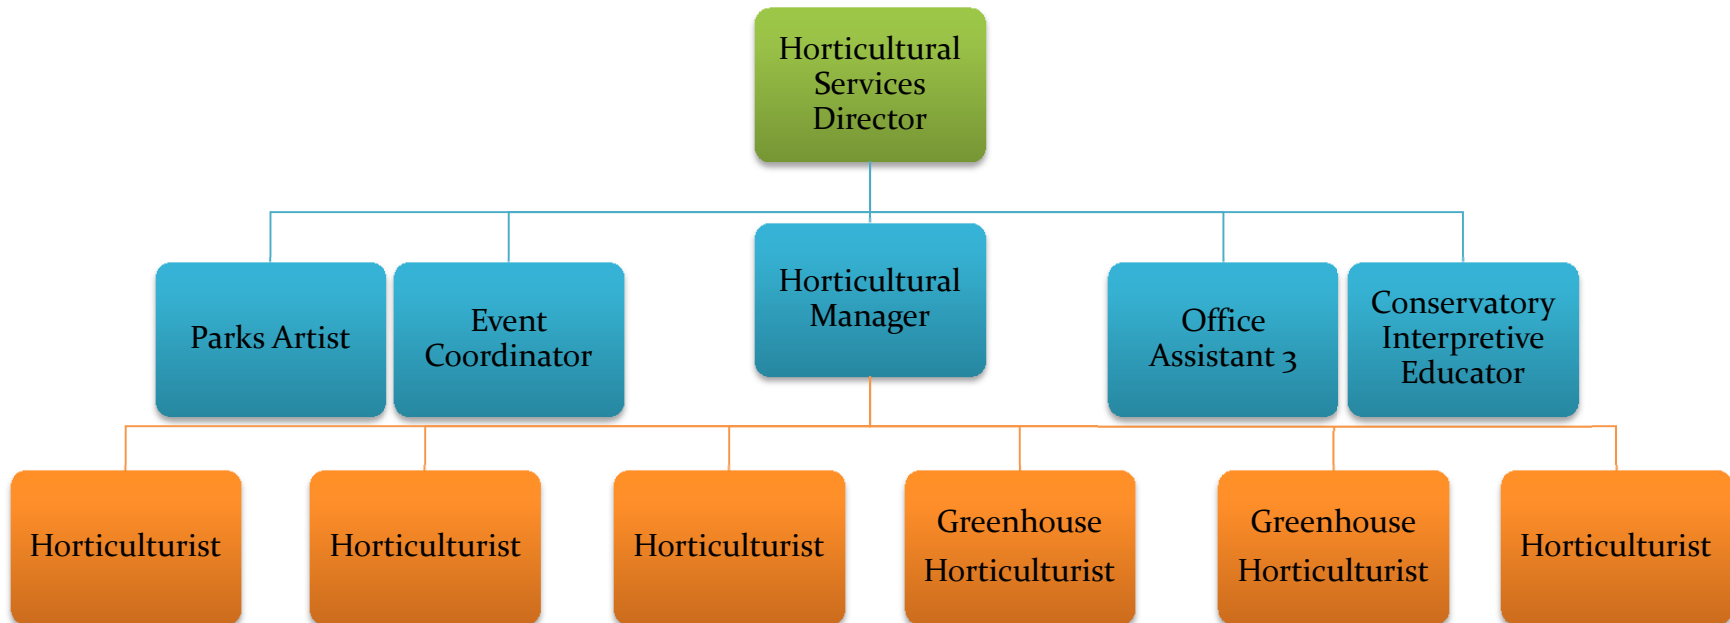 Horticultural
Services
Director
Parks Artist
Event
Coordinator
Horticultural
Manager
Office
Assistant 3
Conservatory
Interpretive
Educator
Horticulturist
Horticulturist
Horticulturist
Greenhouse
Horticulturist
Greenhouse
Horticulturist
Horticulturist